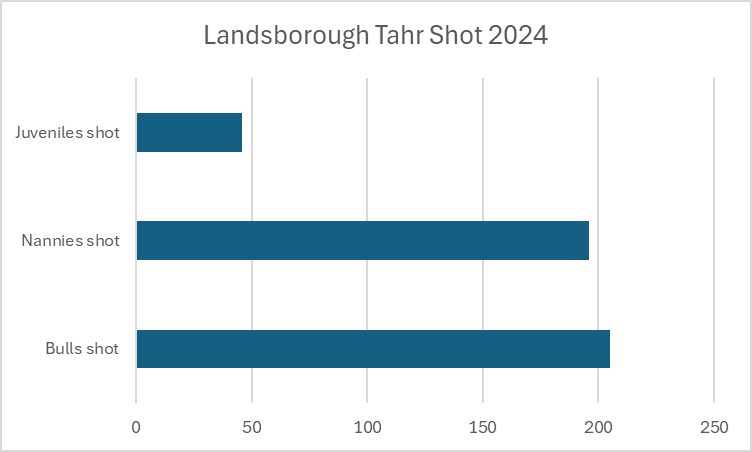 Landsborough Tahr Shot 2024
Juveniles shot
Nannies shot
Bulls shot
0 50 100 150 200 250